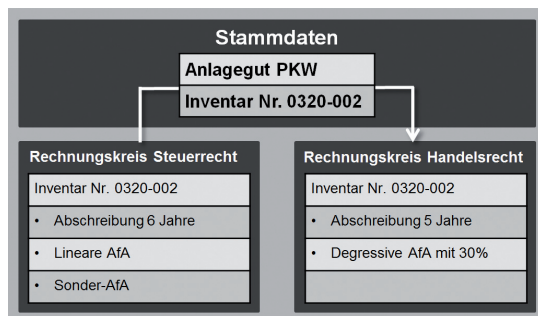 Stammdaten
Anlagegut PKW
Inventar Nr. 0320-002
Rechnungskreis Steuerrecht
Inventar Nr. 0320-002
• Abschreibung 6 Jahre
• Lineare AfA
• Sonder-AfA
Rechnungskreis Handelsrecht
Inventar Nr. 0320-002
• Abschreibung 5 Jahre
• Degressive AfA mit 30%